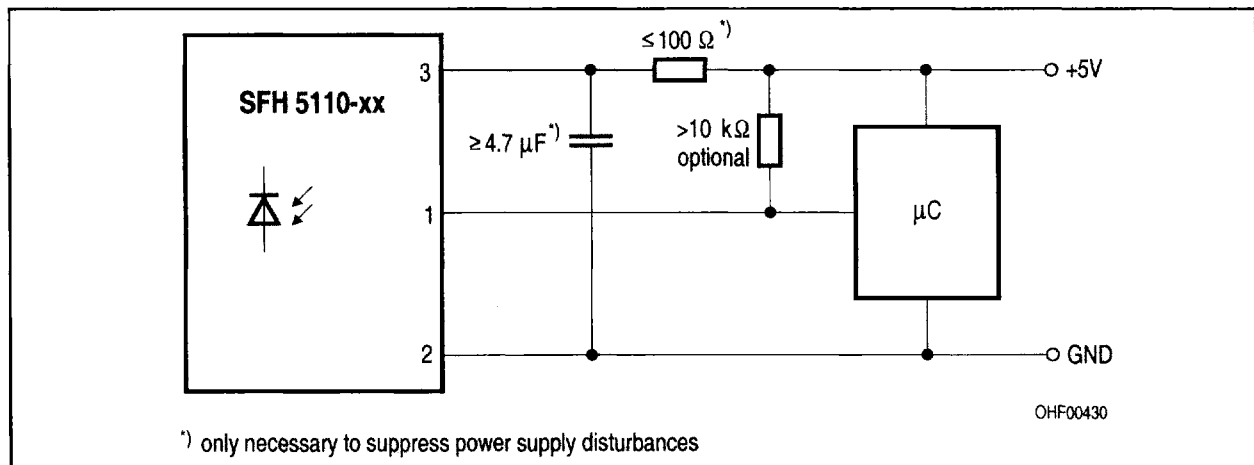 ≤100 Ω *)
3
+5V
SFH 5110-xx
≥4.7 µF*)
>10 kΩ
optional
1
µC
2
GND
OHF00430
*) only necessary to suppress power supply disturbances